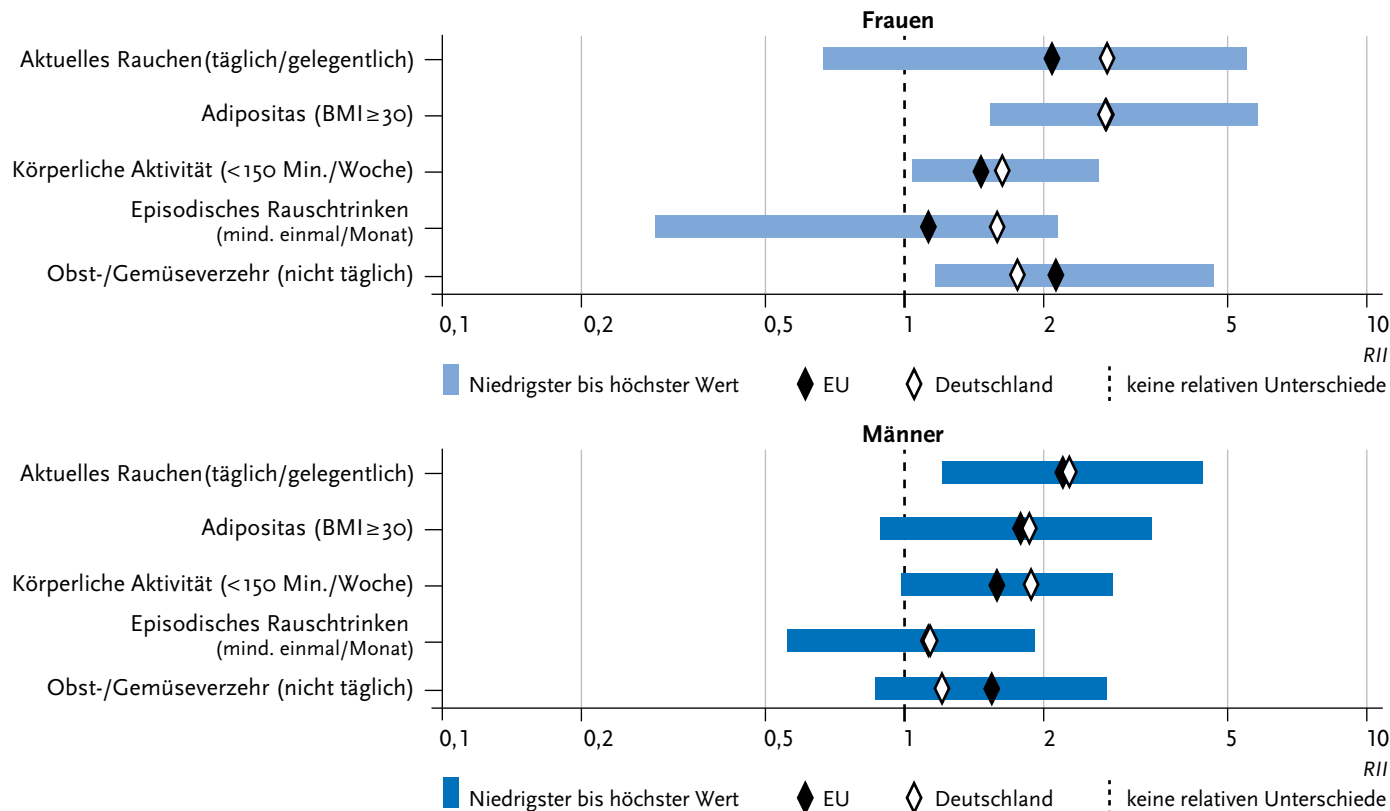 Frauen
Aktuelles Rauchen (täglich/gelegentlich)
Adipositas (BMI ≥ 30)
Körperliche Aktivität (<150 Min./Woche)
Episodisches Rauschtrinken
(mind. einmal/Monat)
Obst-/Gemüseverzehr (nicht täglich)
0,1 0,2 0,5 1 2 5 10
RII
Niedrigster bis höchster Wert EU Deutschland keine relativen Unterschiede
Männer
Aktuelles Rauchen (täglich/gelegentlich)
Adipositas (BMI ≥ 30)
Körperliche Aktivität (<150 Min./Woche)
Episodisches Rauschtrinken
(mind. einmal/Monat)
Obst-/Gemüseverzehr (nicht täglich)
0,1 0,2 0,5 1 2 5 10
RII
Niedrigster bis höchster Wert EU Deutschland keine relativen Unterschiede